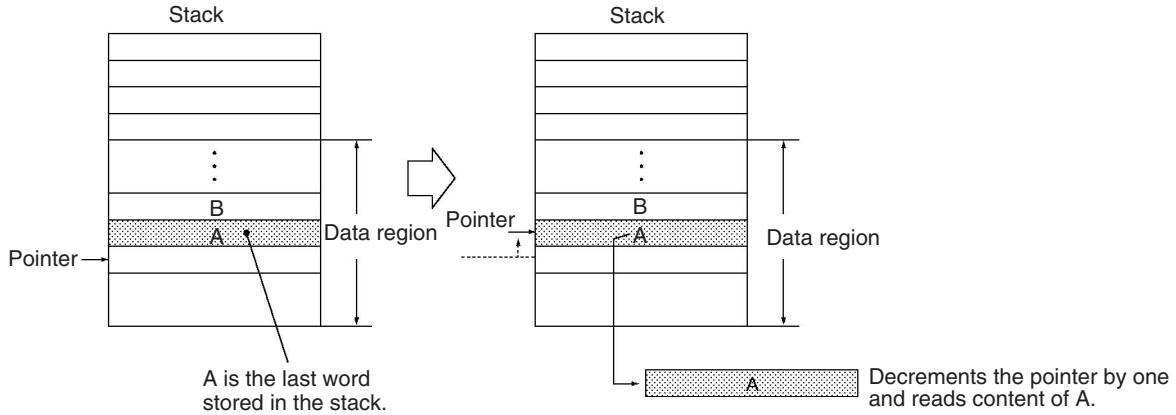 Stack
B
A
Pointer
Data region
A is the last word
stored in the stack.
Stack
B
Pointer
A
Data region
A
Decrements the pointer by one
and reads content of A.